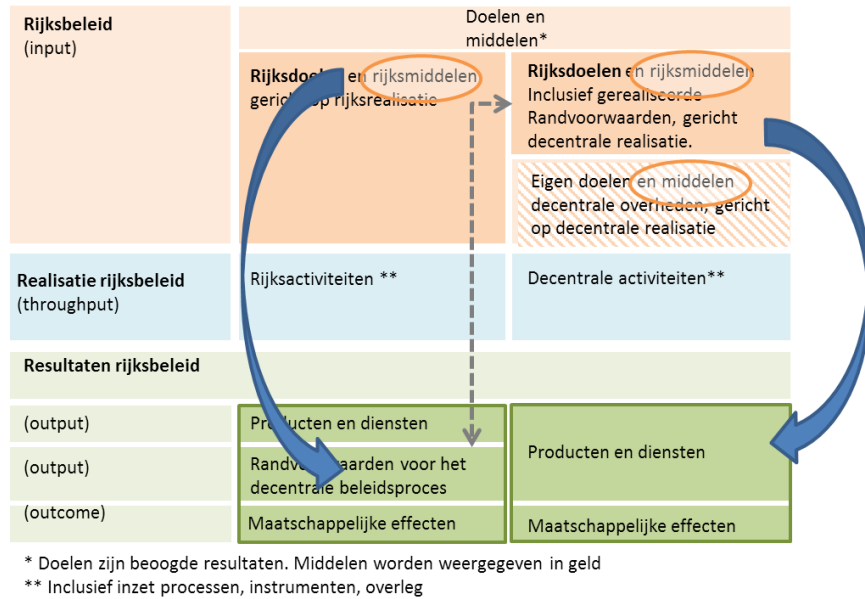 Rijksbeleid
(input)
Doelen en
middelen*
Rijksdoelen en rijksmiddelen
gericht op rijksrealisatie
Rijksdoelen en rijksmiddelen
Inclusief gerealiseerde
Randvoorwaarden, gericht
decentrale realisatie.
Eigen doelen en middelen
decentrale overheden, gericht
op decentrale realisatie
Realisatie rijksbeleid
(throughput)
Rijksactiviteiten **
Decentrale activiteiten**
Resultaten rijksbeleid
(output)
Producten en diensten
Producten en diensten
(output)
Randvoorwaarden voor het
decentrale beleidsproces
(outcome)
Maatschappelijke effecten
Maatschappelijke effecten
* Doelen zijn beoogde resultaten. Middelen worden weergegeven in geld
** Inclusief inzet processen, instrumenten, overleg